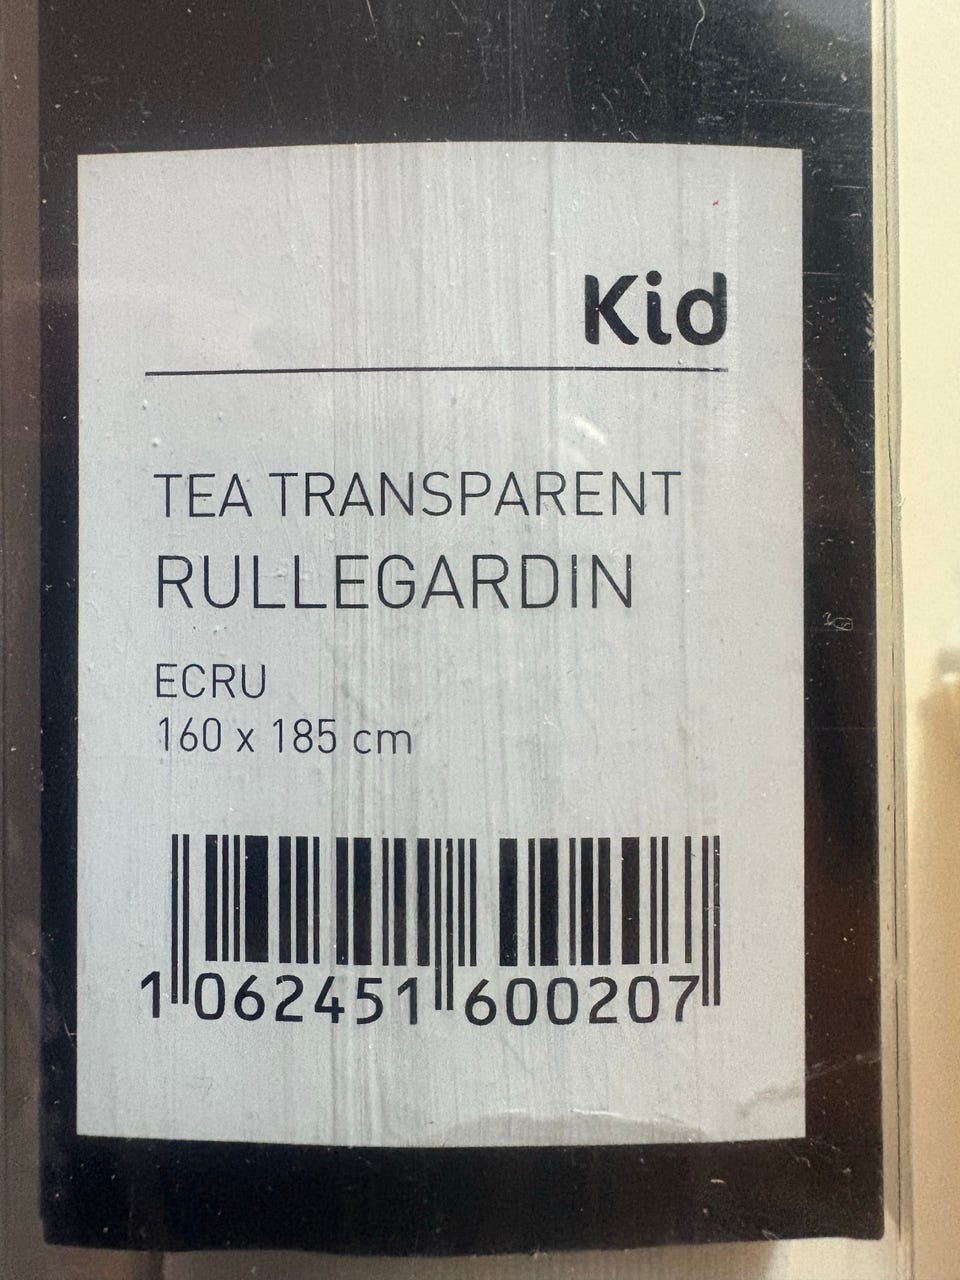 Kid
TEA TRANSPARENT
RULLEGARDIN
ECRU
160 x 185 cm
1 062451 600207